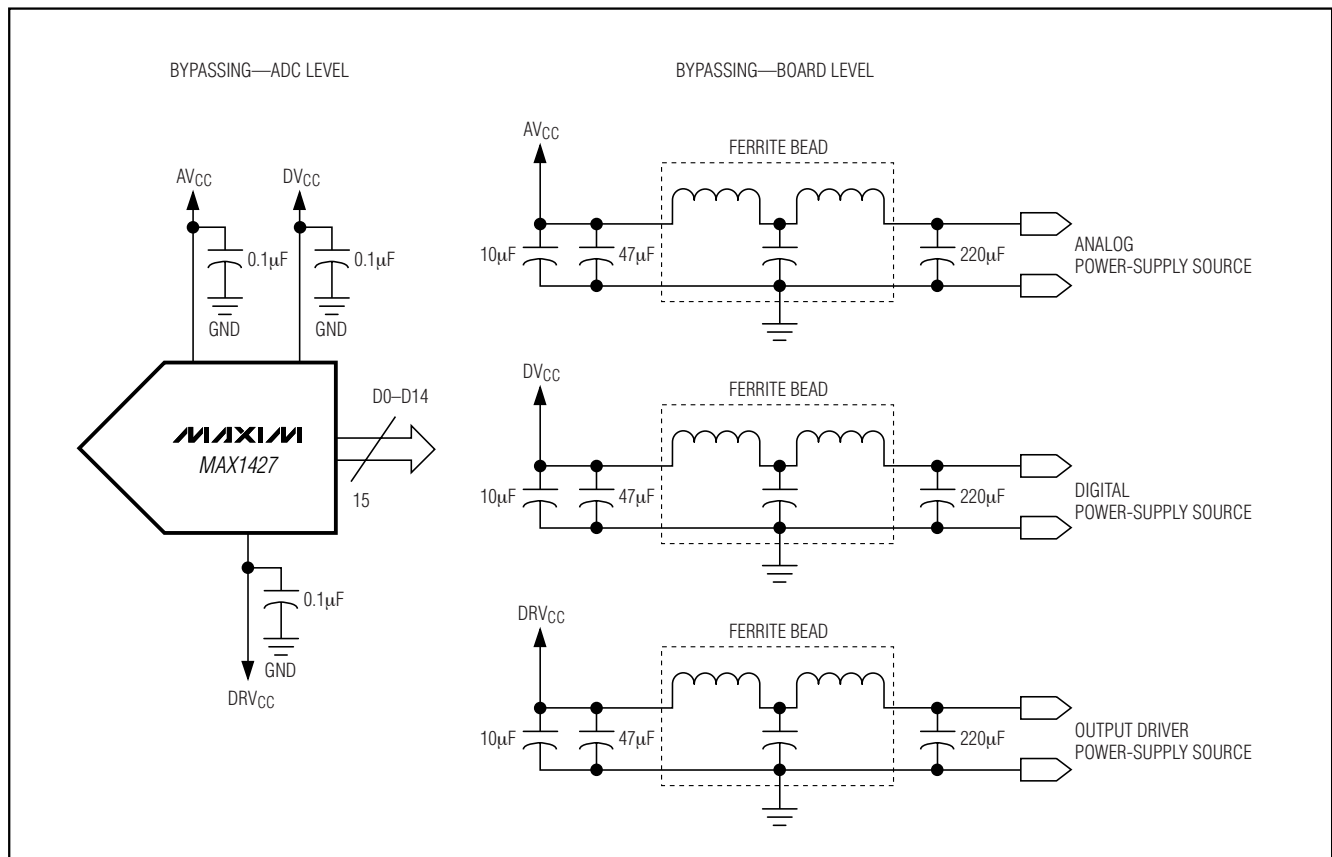 BYPASSING—ADC LEVEL
AVCC
DVCC
0.1µF
0.1µF
GND
GND
D0–D14
MAXIM
MAX1427
15
0.1µF
GND
DRVCC
BYPASSING—BOARD LEVEL
AVCC
FERRITE BEAD
10µF
47µF
220µF
ANALOG
POWER-SUPPLY SOURCE
DVCC
FERRITE BEAD
10µF
47µF
220µF
DIGITAL
POWER-SUPPLY SOURCE
DRVCC
FERRITE BEAD
10µF
47µF
220µF
OUTPUT DRIVER
POWER-SUPPLY SOURCE